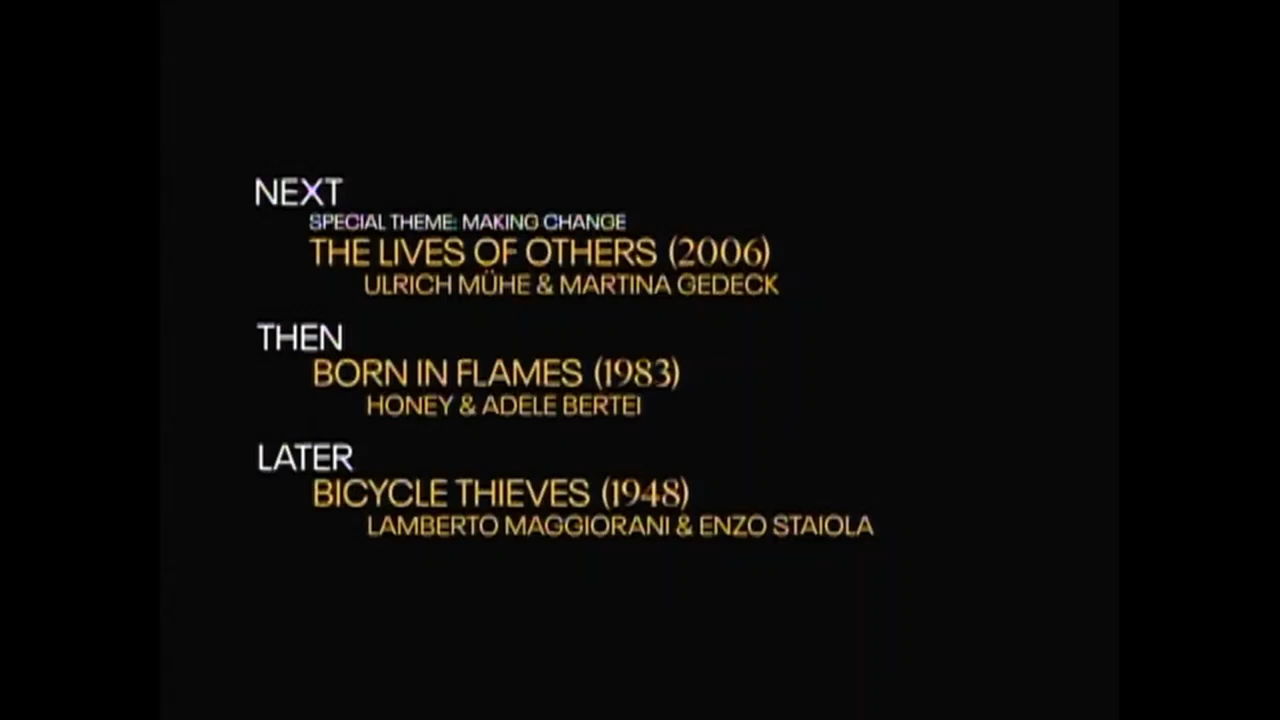 NEXT
SPECIAL THEME: MAKING CHANGE
THE LIVES OF OTHERS (2006)
ULRICH MÜHE & MARTINA GEDECK
THEN
BORN IN FLAMES (1983)
HONEY & ADELE BERTEI
LATER
BICYCLE THIEVES (1948)
LAMBERTO MAGGIORANI & ENZO STAIOLA